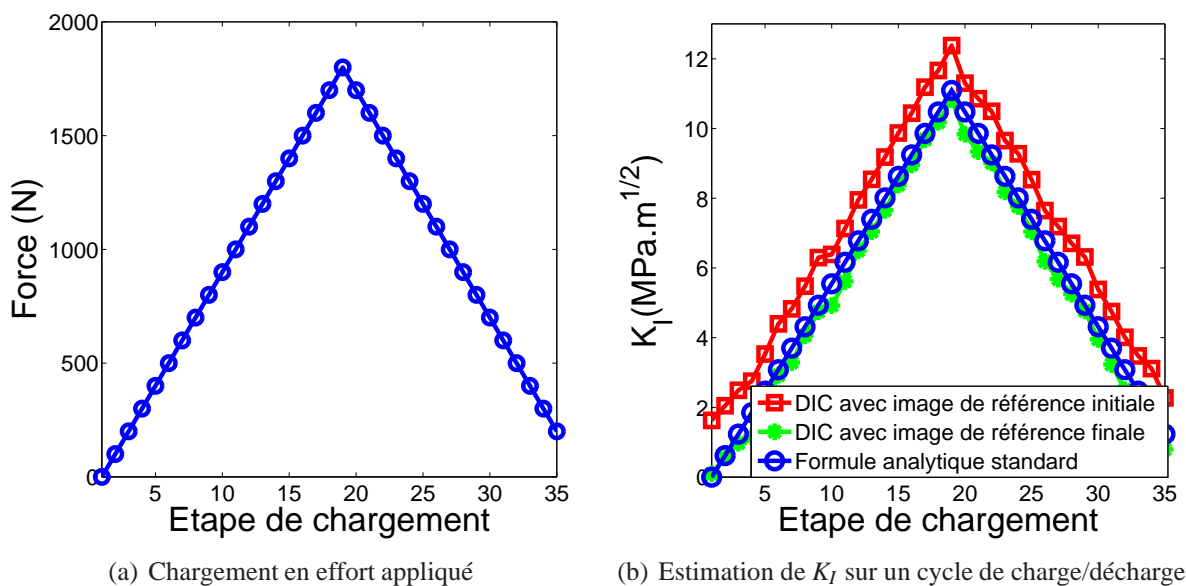 2000
1500
1000
500
0
5 10 15 20 25 30 35
Force (N)
Etape de chargement
(a) Chargement en effort appliqué
12
10
8
6
4
2
0
5 10 15 20 25 30 35
K_I(MPa.m^{1/2})
DIC avec image de référence initiale
DIC avec image de référence finale
Formule analytique standard
Etape de chargement
(b) Estimation de K_I sur un cycle de charge/décharge